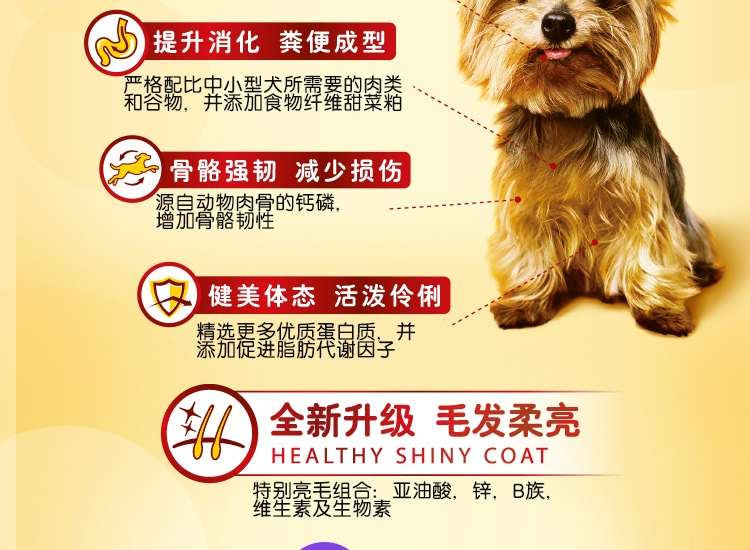 提升消化 粪便成型
严格配比中小型犬所需要的肉类
和谷物，并添加食物纤维甜菜粕
骨骼强韧 减少损伤
源自动物肉骨的钙磷，
增加骨骼韧性
健美体态 活泼伶俐
精选更多优质蛋白质，并
添加促进脂肪代谢因子
全新升级 毛发柔亮
HEALTHY SHINY COAT
特别亮毛组合：亚油酸，锌，B族，
维生素及生物素